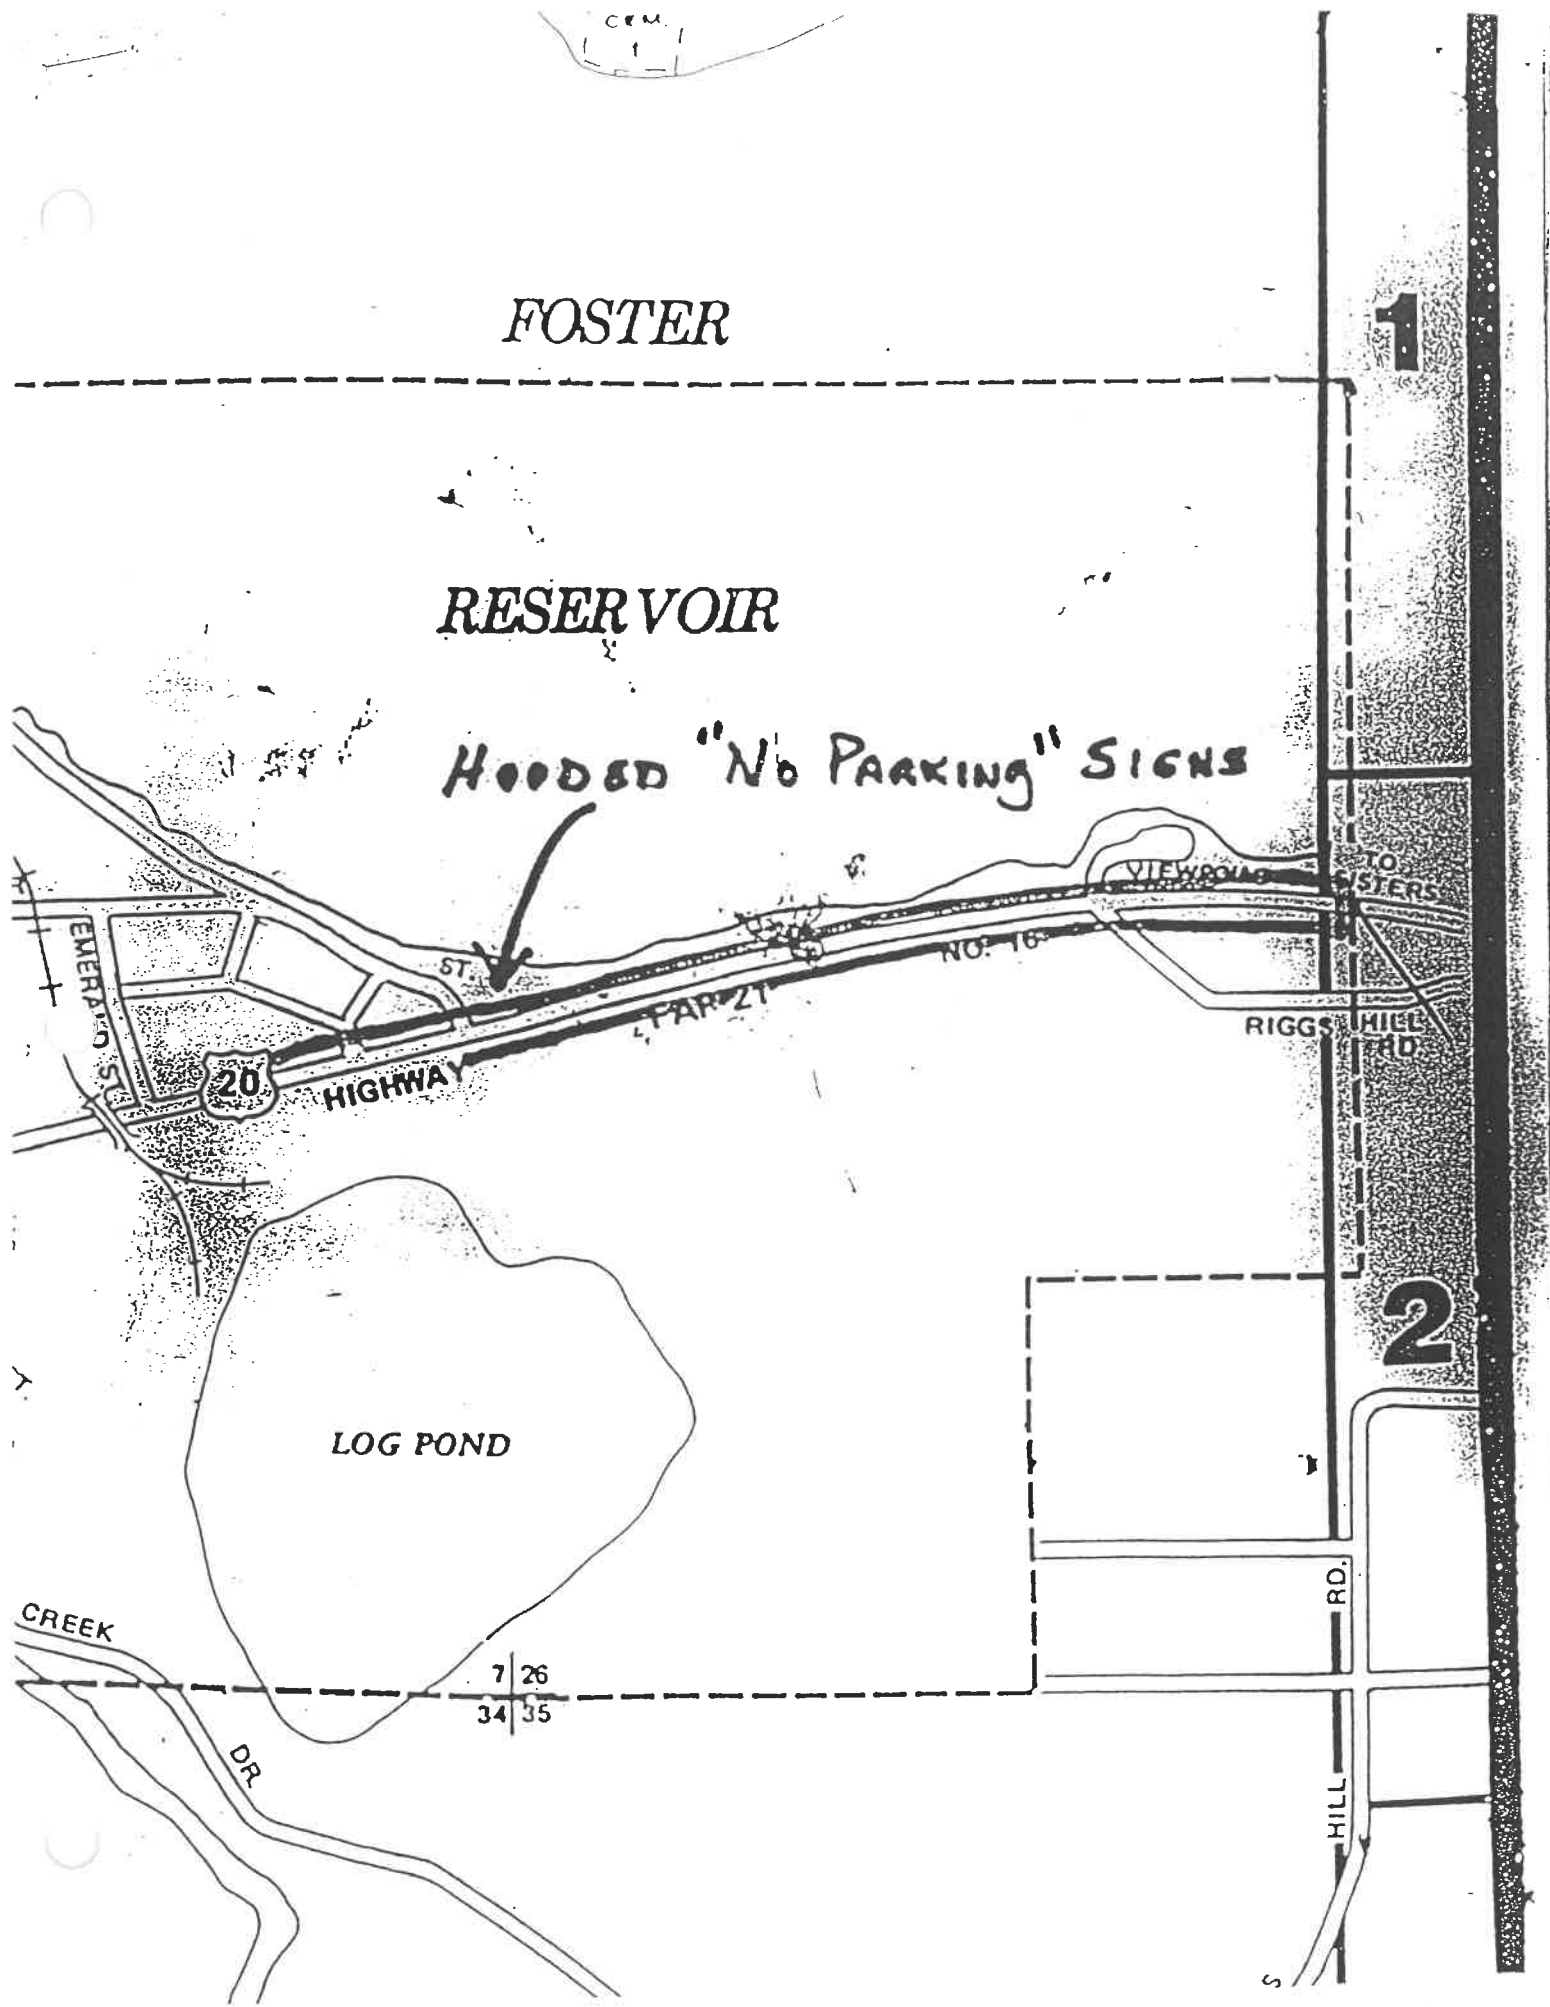 CEM.
FOSTER
1
RESERVOIR
HOODED "NO PARKING" SIGNS
VIEWPOINT
TO
SISTERS
ST.
NO. 16
EMERALD ST.
FAP 21
RIGGS HILL
RD.
20
HIGHWAY
2
LOG POND
RD.
CREEK
7 26
34 35
DR.
HILL
S